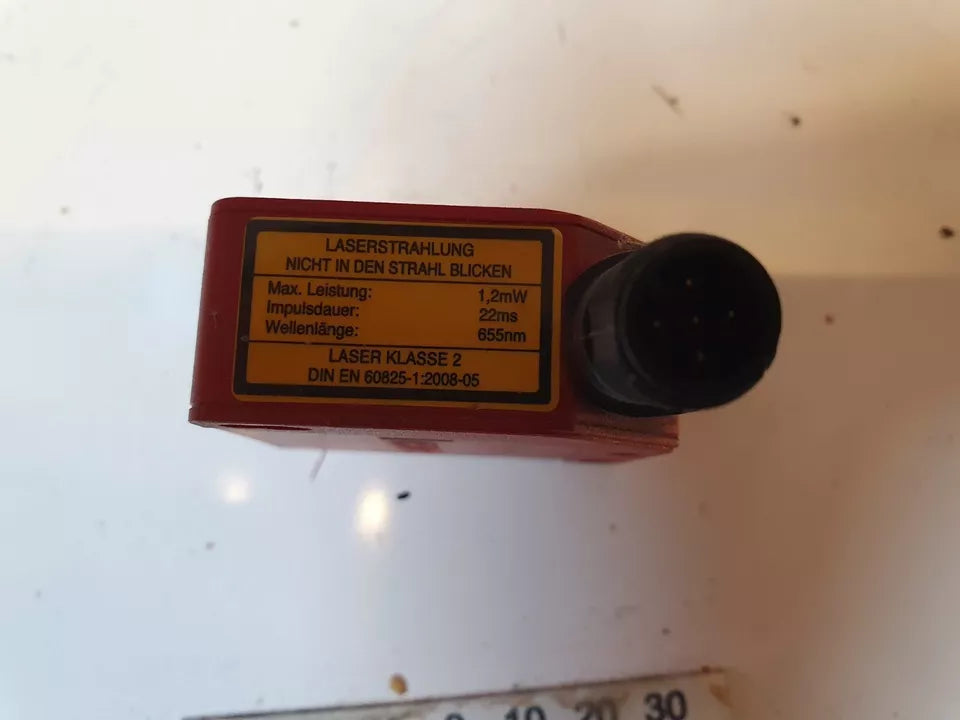 LASERSTRAHLUNG
NICHT IN DEN STRAHL BLICKEN
Max. Leistung: 1,2mW
Impulsdauer: 22ms
Wellenlänge: 655nm
LASER KLASSE 2
DIN EN 60825-1:2008-05
10 20 30